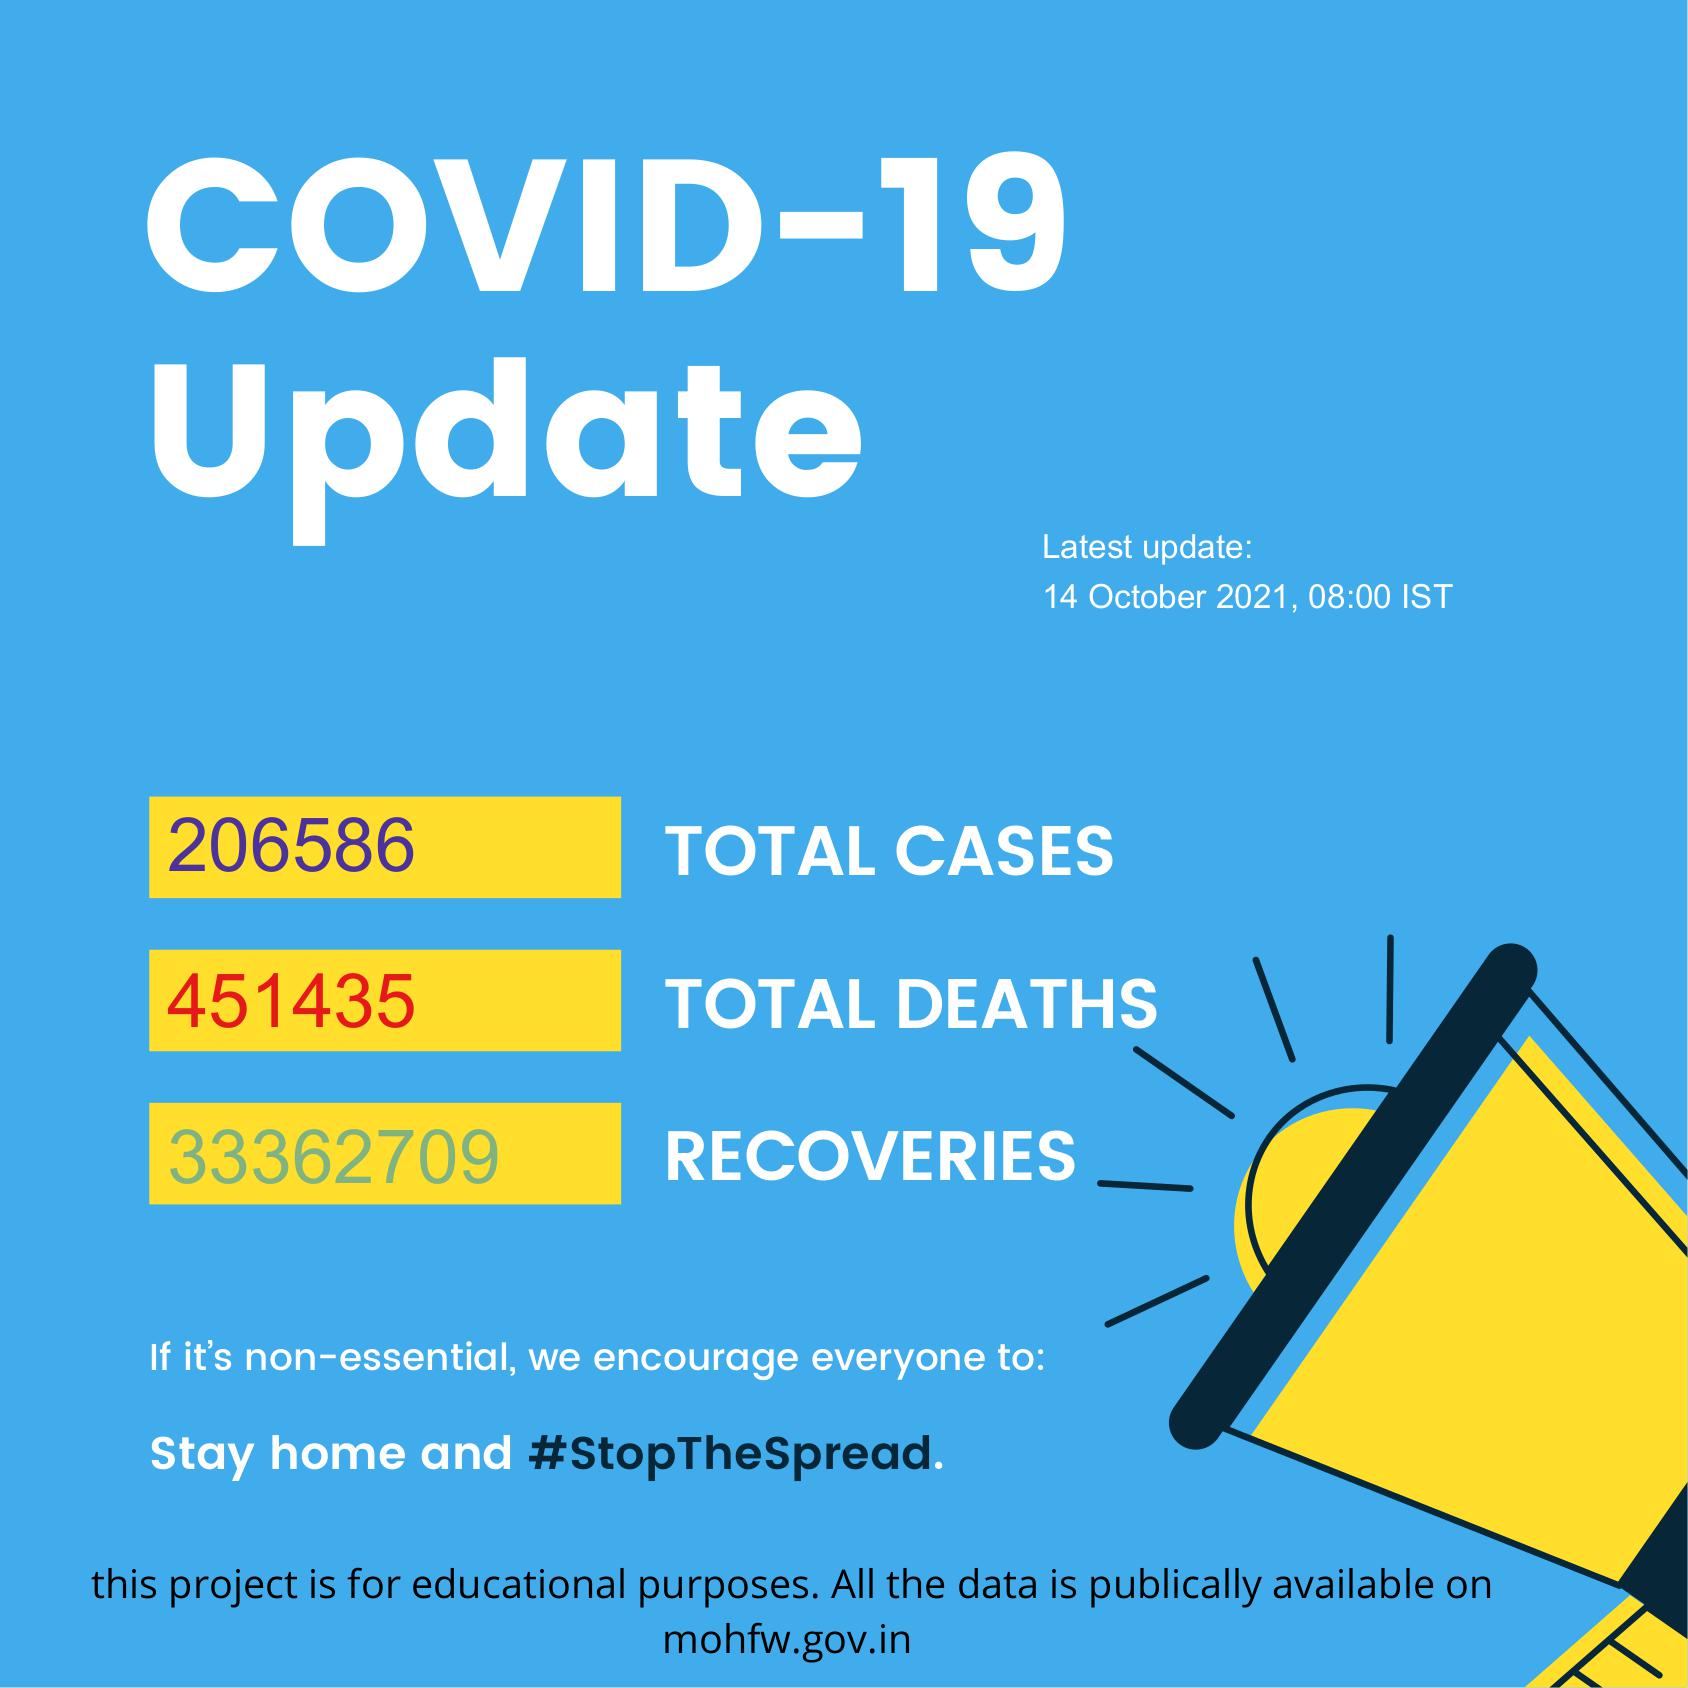 COVID-19
Update
Latest update:
14 October 2021, 08:00 IST
206586 TOTAL CASES
451435 TOTAL DEATHS
33362709 RECOVERIES
If it’s non-essential, we encourage everyone to:
Stay home and #StopTheSpread.
this project is for educational purposes. All the data is publically available on
mohfw.gov.in